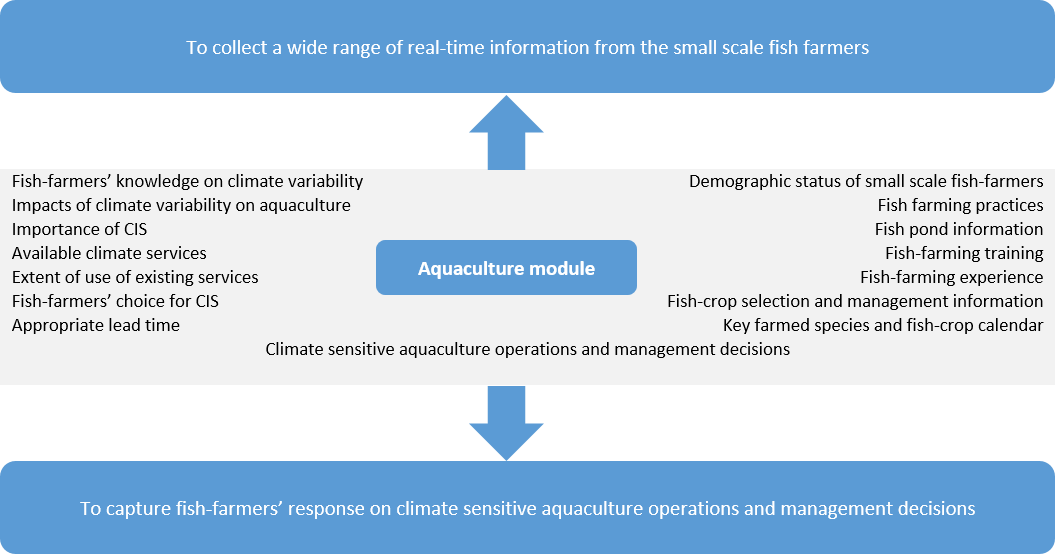 To collect a wide range of real-time information from the small scale fish farmers
Fish-farmers’ knowledge on climate variability
Impacts of climate variability on aquaculture
Importance of CIS
Available climate services
Extent of use of existing services
Fish-farmers’ choice for CIS
Appropriate lead time
Aquaculture module
Demographic status of small scale fish-farmers
Fish farming practices
Fish pond information
Fish-farming training
Fish-farming experience
Fish-crop selection and management information
Key farmed species and fish-crop calendar
Climate sensitive aquaculture operations and management decisions
To capture fish-farmers’ response on climate sensitive aquaculture operations and management decisions